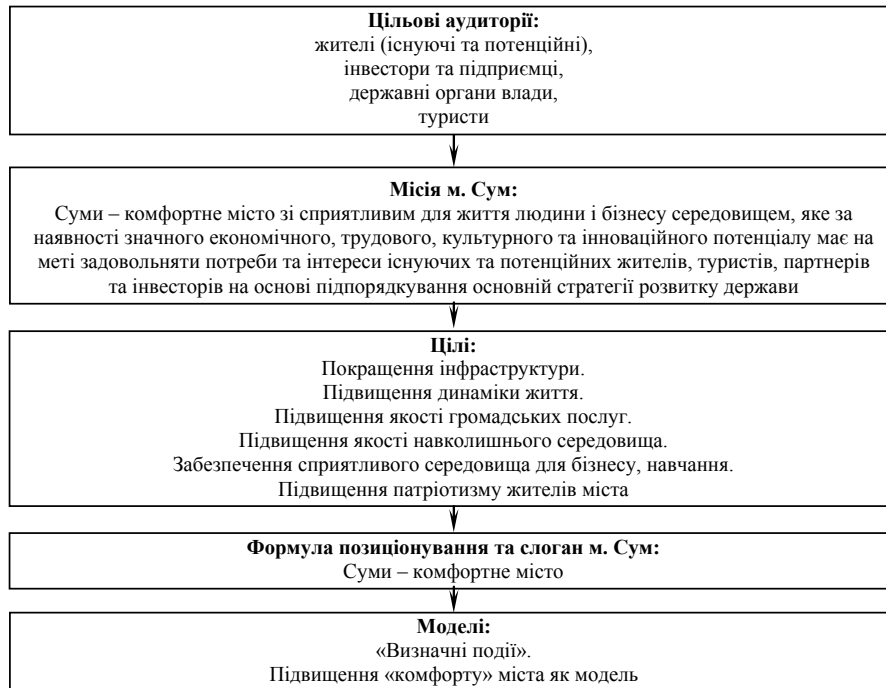 Цільові аудиторії:
жителі (існуючі та потенційні),
інвестори та підприємці,
державні органи влади,
туристи
Місія м. Сум:
Суми – комфортне місто зі сприятливим для життя людини і бізнесу середовищем, яке за
наявності значного економічного, трудового, культурного та інноваційного потенціалу має на
меті задовольняти потреби та інтереси існуючих та потенційних жителів, туристів, партнерів
та інвесторів на основі підпорядкування основній стратегії розвитку держави
Цілі:
Покращення інфраструктури.
Підвищення динаміки життя.
Підвищення якості громадських послуг.
Підвищення якості навколишнього середовища.
Забезпечення сприятливого середовища для бізнесу, навчання.
Підвищення патріотизму жителів міста
Формула позиціонування та слоган м. Сум:
Суми – комфортне місто
Моделі:
«Визначні події».
Підвищення «комфорту» міста як модель